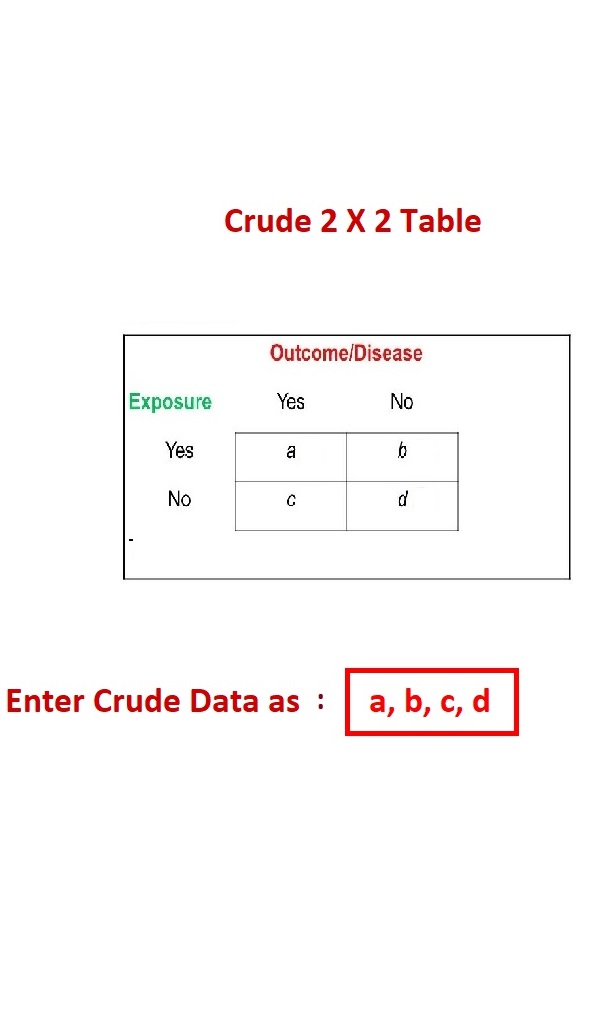 Crude 2 X 2 Table
Outcome/Disease
Exposure Yes No
Yes a b
No c d
-
Enter Crude Data as : a, b, c, d